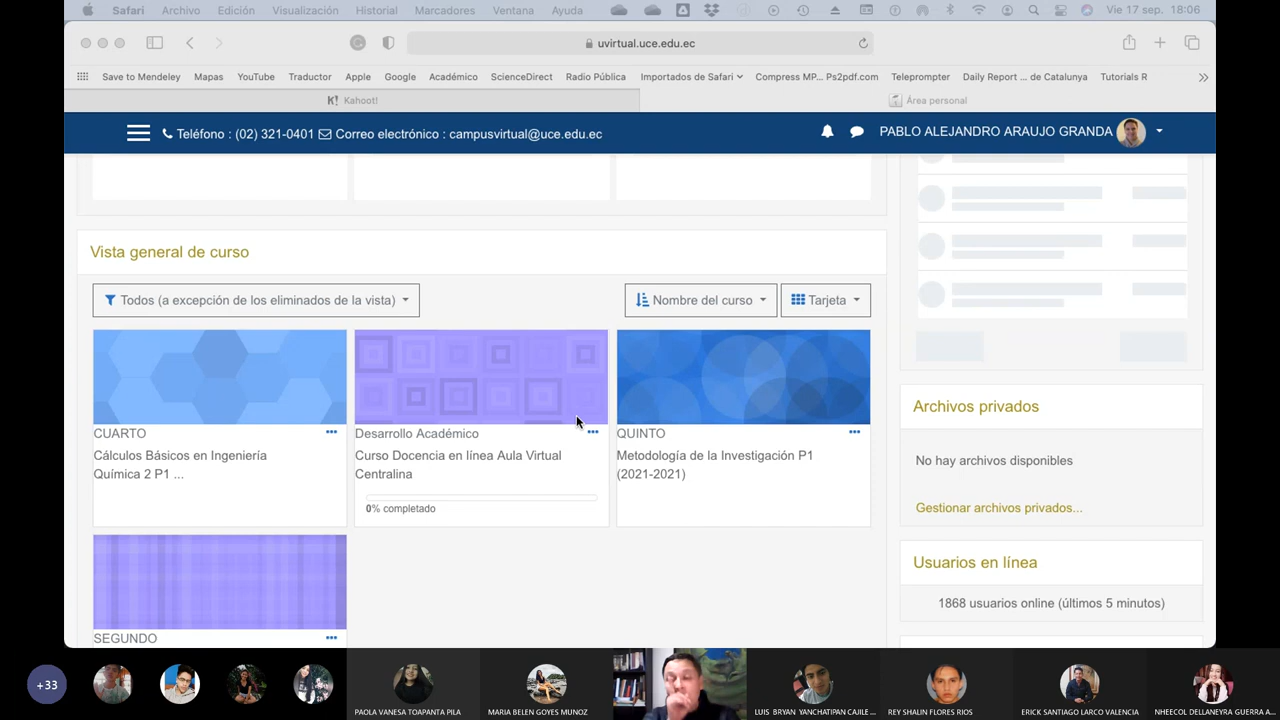 Safari Archivo Edición Visualización Historial Marcadores Ventana Ayuda Vie 17 sep. 18:06
uvirtual.uce.edu.ec
Save to Mendeley Mapas YouTube Traductor Apple Google Académico ScienceDirect Radio Pública Importados de Safari Compress MP... Ps2pdf.com Teleprompter Daily Report ... de Catalunya Tutorials R
K! Kahoot! Área personal
Teléfono : (02) 321-0401 Correo electrónico : campusvirtual@uce.edu.ec PABLO ALEJANDRO ARAUJO GRANDA
Vista general de curso
Todos (a excepción de los eliminados de la vista) Nombre del curso Tarjeta
CUARTO
Cálculos Básicos en Ingeniería
Química 2 P1 ...
Desarrollo Académico
Curso Docencia en línea Aula Virtual
Centralina
0% completado
QUINTO
Metodología de la Investigación P1
(2021-2021)
SEGUNDO
Archivos privados
No hay archivos disponibles
Gestionar archivos privados...
Usuarios en línea
1868 usuarios online (últimos 5 minutos)
+33
PAOLA VANESA TOAPANTA PILA
MARIA BELEN GOYES MUNOZ
LUIS BRYAN YANCHATIPAN CAJILE ...
REY SHALIN FLORES RIOS
ERICK SANTIAGO LARCO VALENCIA
NHEECOL DELLANEYRA GUERRA A...